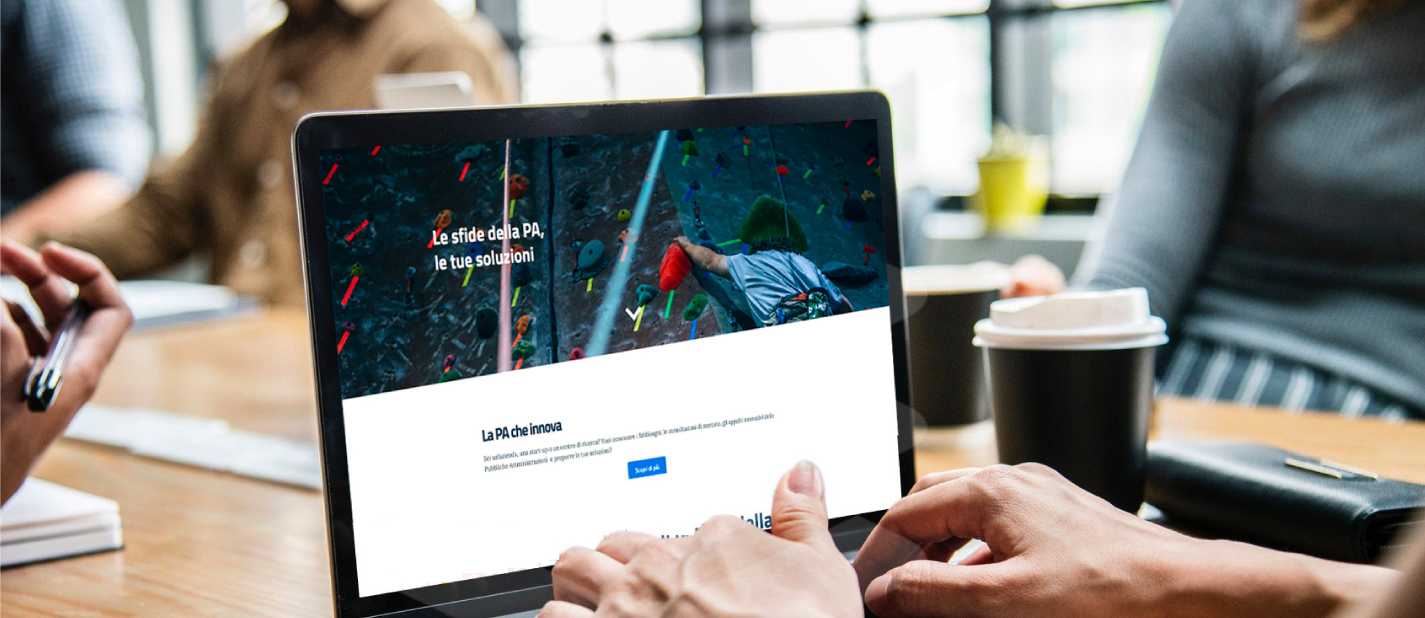 Le sfide della PA,
le tue soluzioni
La PA che innova
Sei un'azienda, una start up o un centro di ricerca? Vuoi conoscere i fabbisogni, le consultazioni di mercato, gli appalti innovativi delle
Pubbliche Amministrazioni e proporre le tue soluzioni?
Scopri di più
della